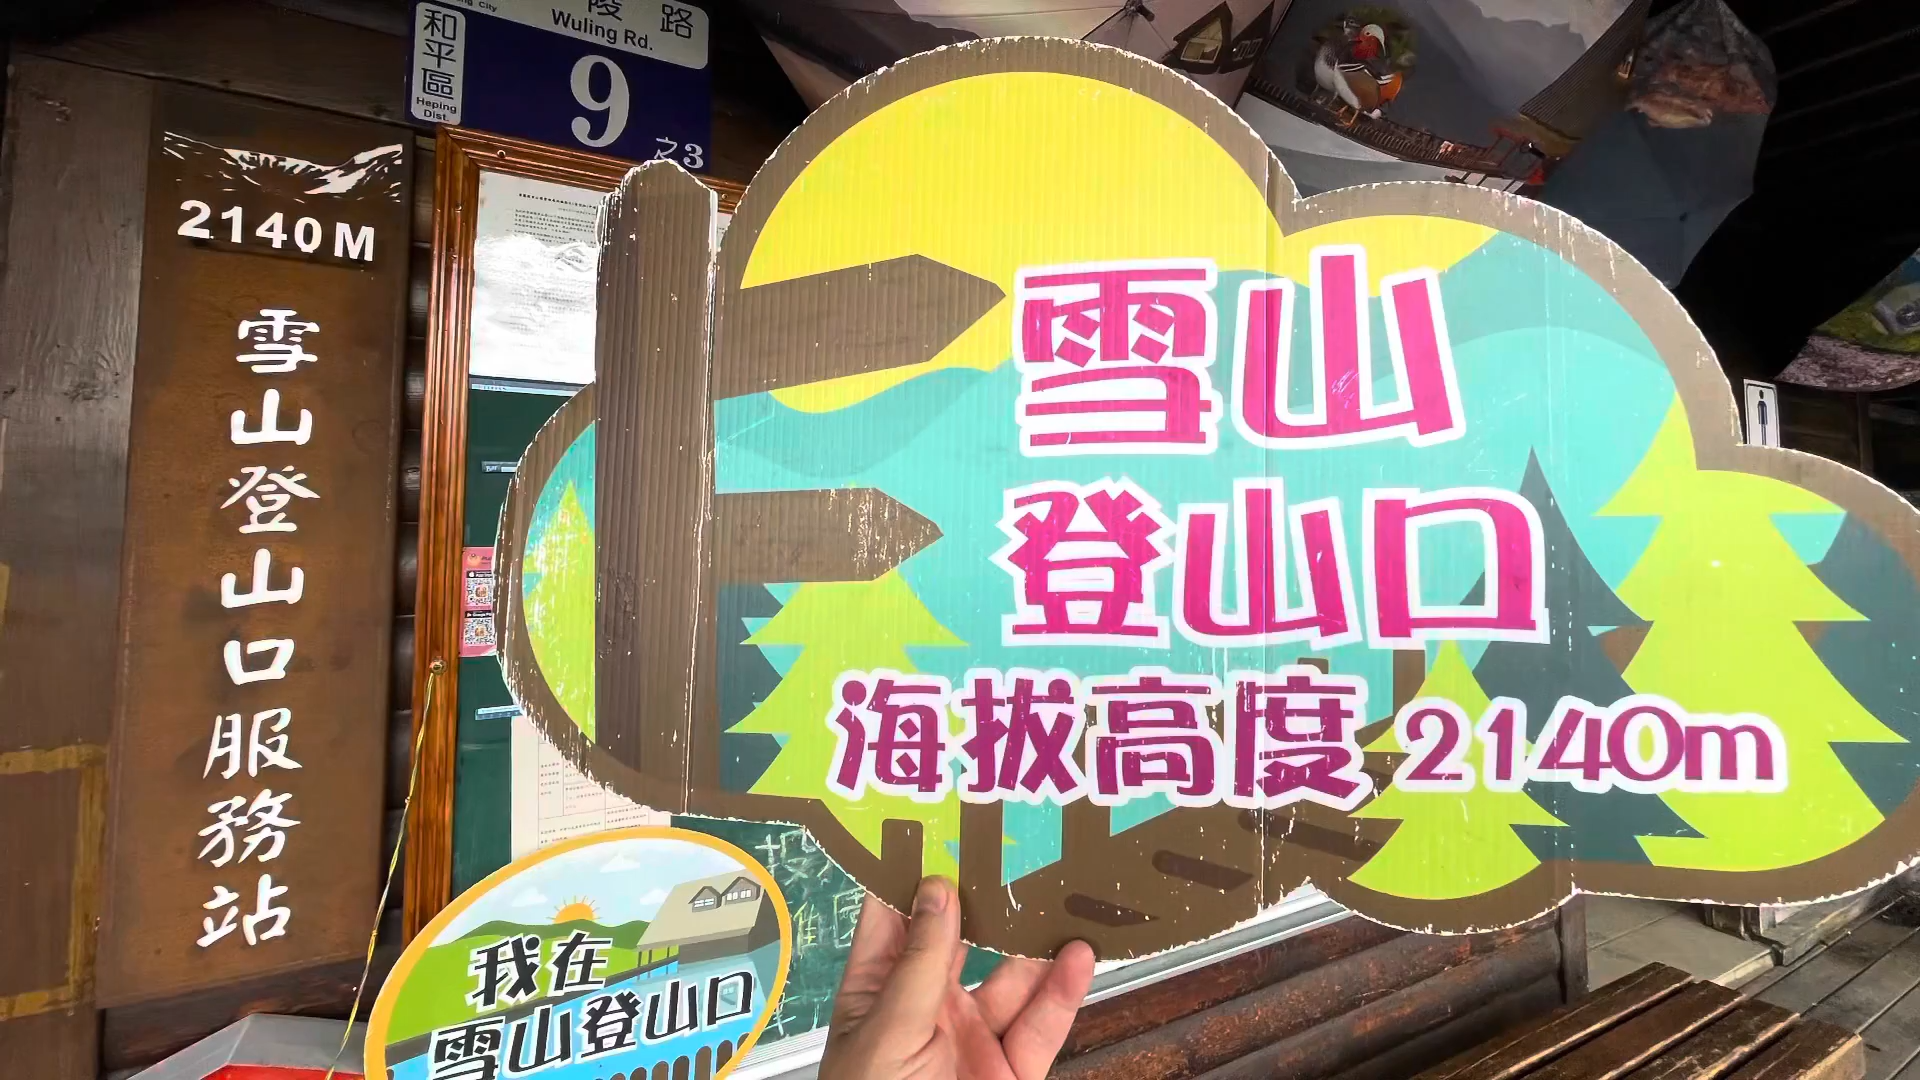 陵路
Wuling Rd.
和平區
Heping
Dist.
9
之3
2140M
雪山登山口服務站
雪山
登山口
海拔高度 2140m
我在
雪山登山口